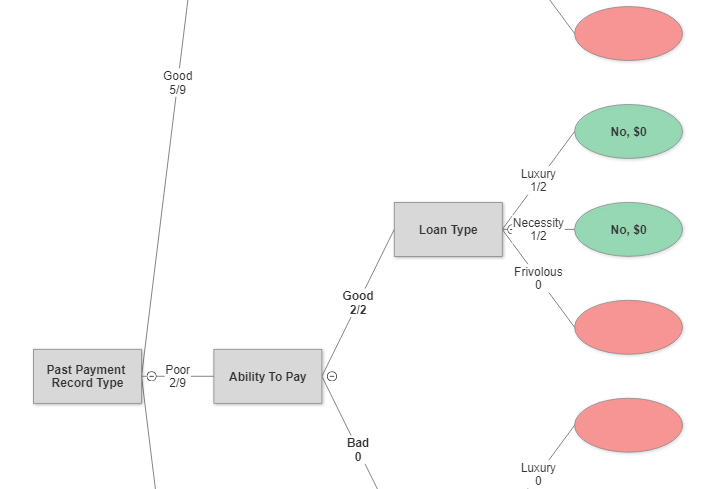 Good
5/9
No, $0
Luxury
1/2
Loan Type
Necessity
1/2
No, $0
Frivolous
0
Good
2/2
Past Payment
Record Type
Poor
2/9
Ability To Pay
Bad
0
Luxury
0